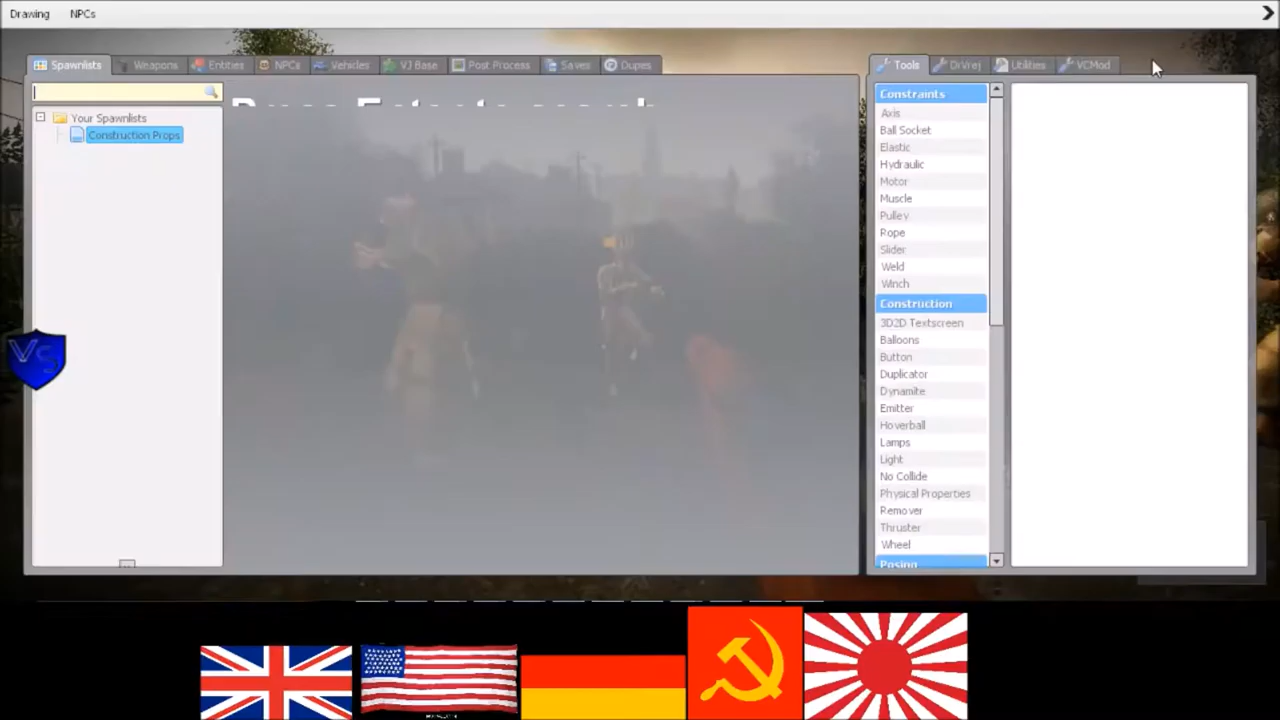 Drawing NPCs
Spawnlists Weapons Entities NPCs Vehicles VJ Base Post Process Saves Dupes
Your Spawnlists
Construction Props
VS
Tools DiVrej Utilities VCMod
Constraints
Axis
Ball Socket
Elastic
Hydraulic
Motor
Muscle
Pulley
Rope
Slider
Weld
Winch
Construction
3D2D Textscreen
Balloons
Button
Duplicator
Dynamite
Emitter
Hoverball
Lamps
Light
No Collide
Physical Properties
Remover
Thruster
Wheel
Posing